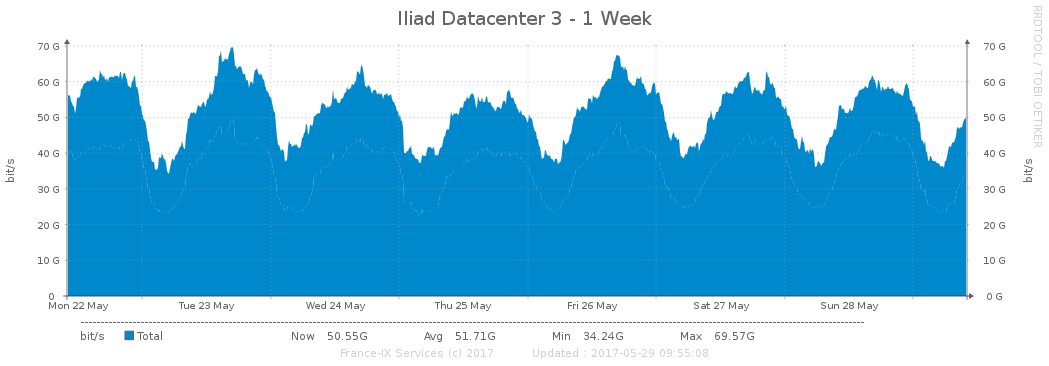 Iliad Datacenter 3 - 1 Week
RRDTOOL / TOBI OETIKER
70 G 70 G
60 G 60 G
50 G 50 G
40 G 40 G
30 G 30 G
20 G 20 G
10 G 10 G
0 0 G
bit/s bit/s
Mon 22 May Tue 23 May Wed 24 May Thu 25 May Fri 26 May Sat 27 May Sun 28 May
bit/s Total Now 50.55G Avg 51.71G Min 34.24G Max 69.57G
France-IX Services (c) 2017 Updated : 2017-05-29 09:55:08